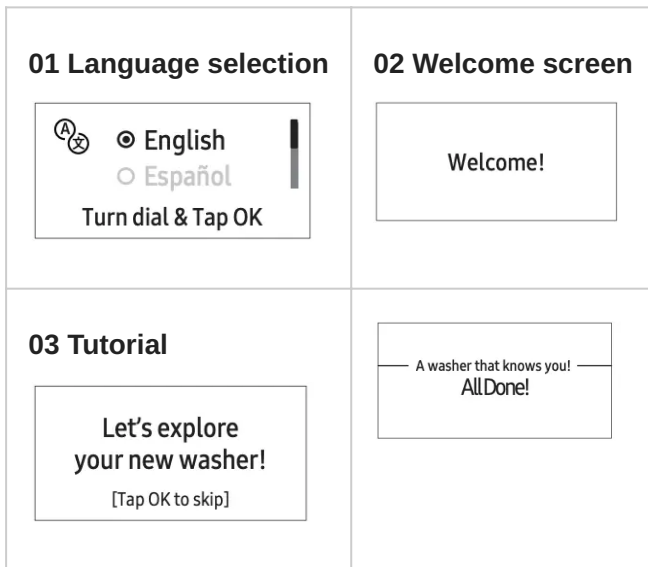 01 Language selection
English
Español
Turn dial & Tap OK
02 Welcome screen
Welcome!
03 Tutorial
Let's explore
your new washer!
[Tap OK to skip]
A washer that knows you!
All Done!